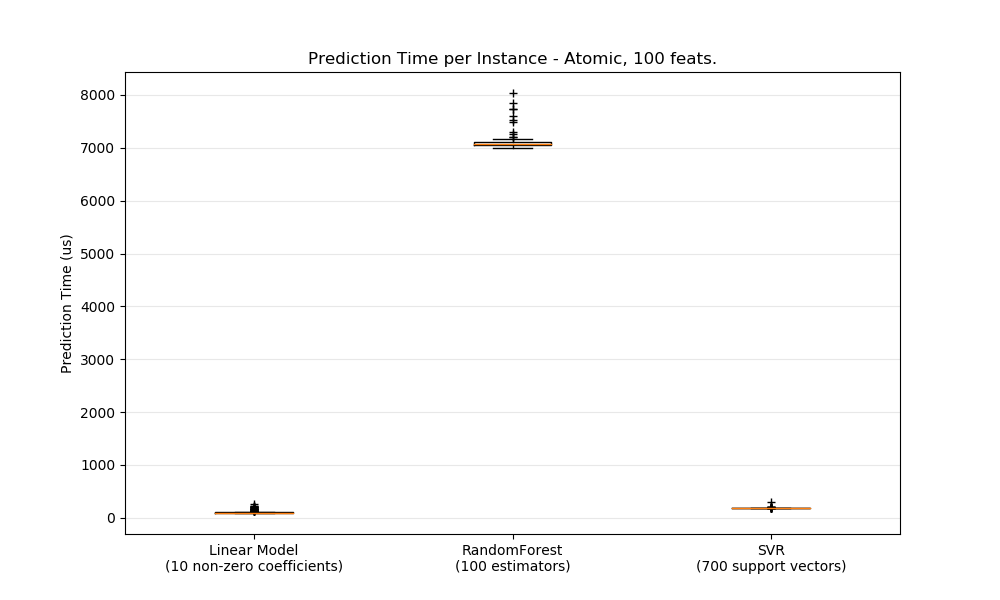 Prediction Time per Instance - Atomic, 100 feats.
8000
7000
6000
5000
4000
3000
2000
1000
0
Prediction Time (us)
Linear Model
(10 non-zero coefficients)
RandomForest
(100 estimators)
SVR
(700 support vectors)